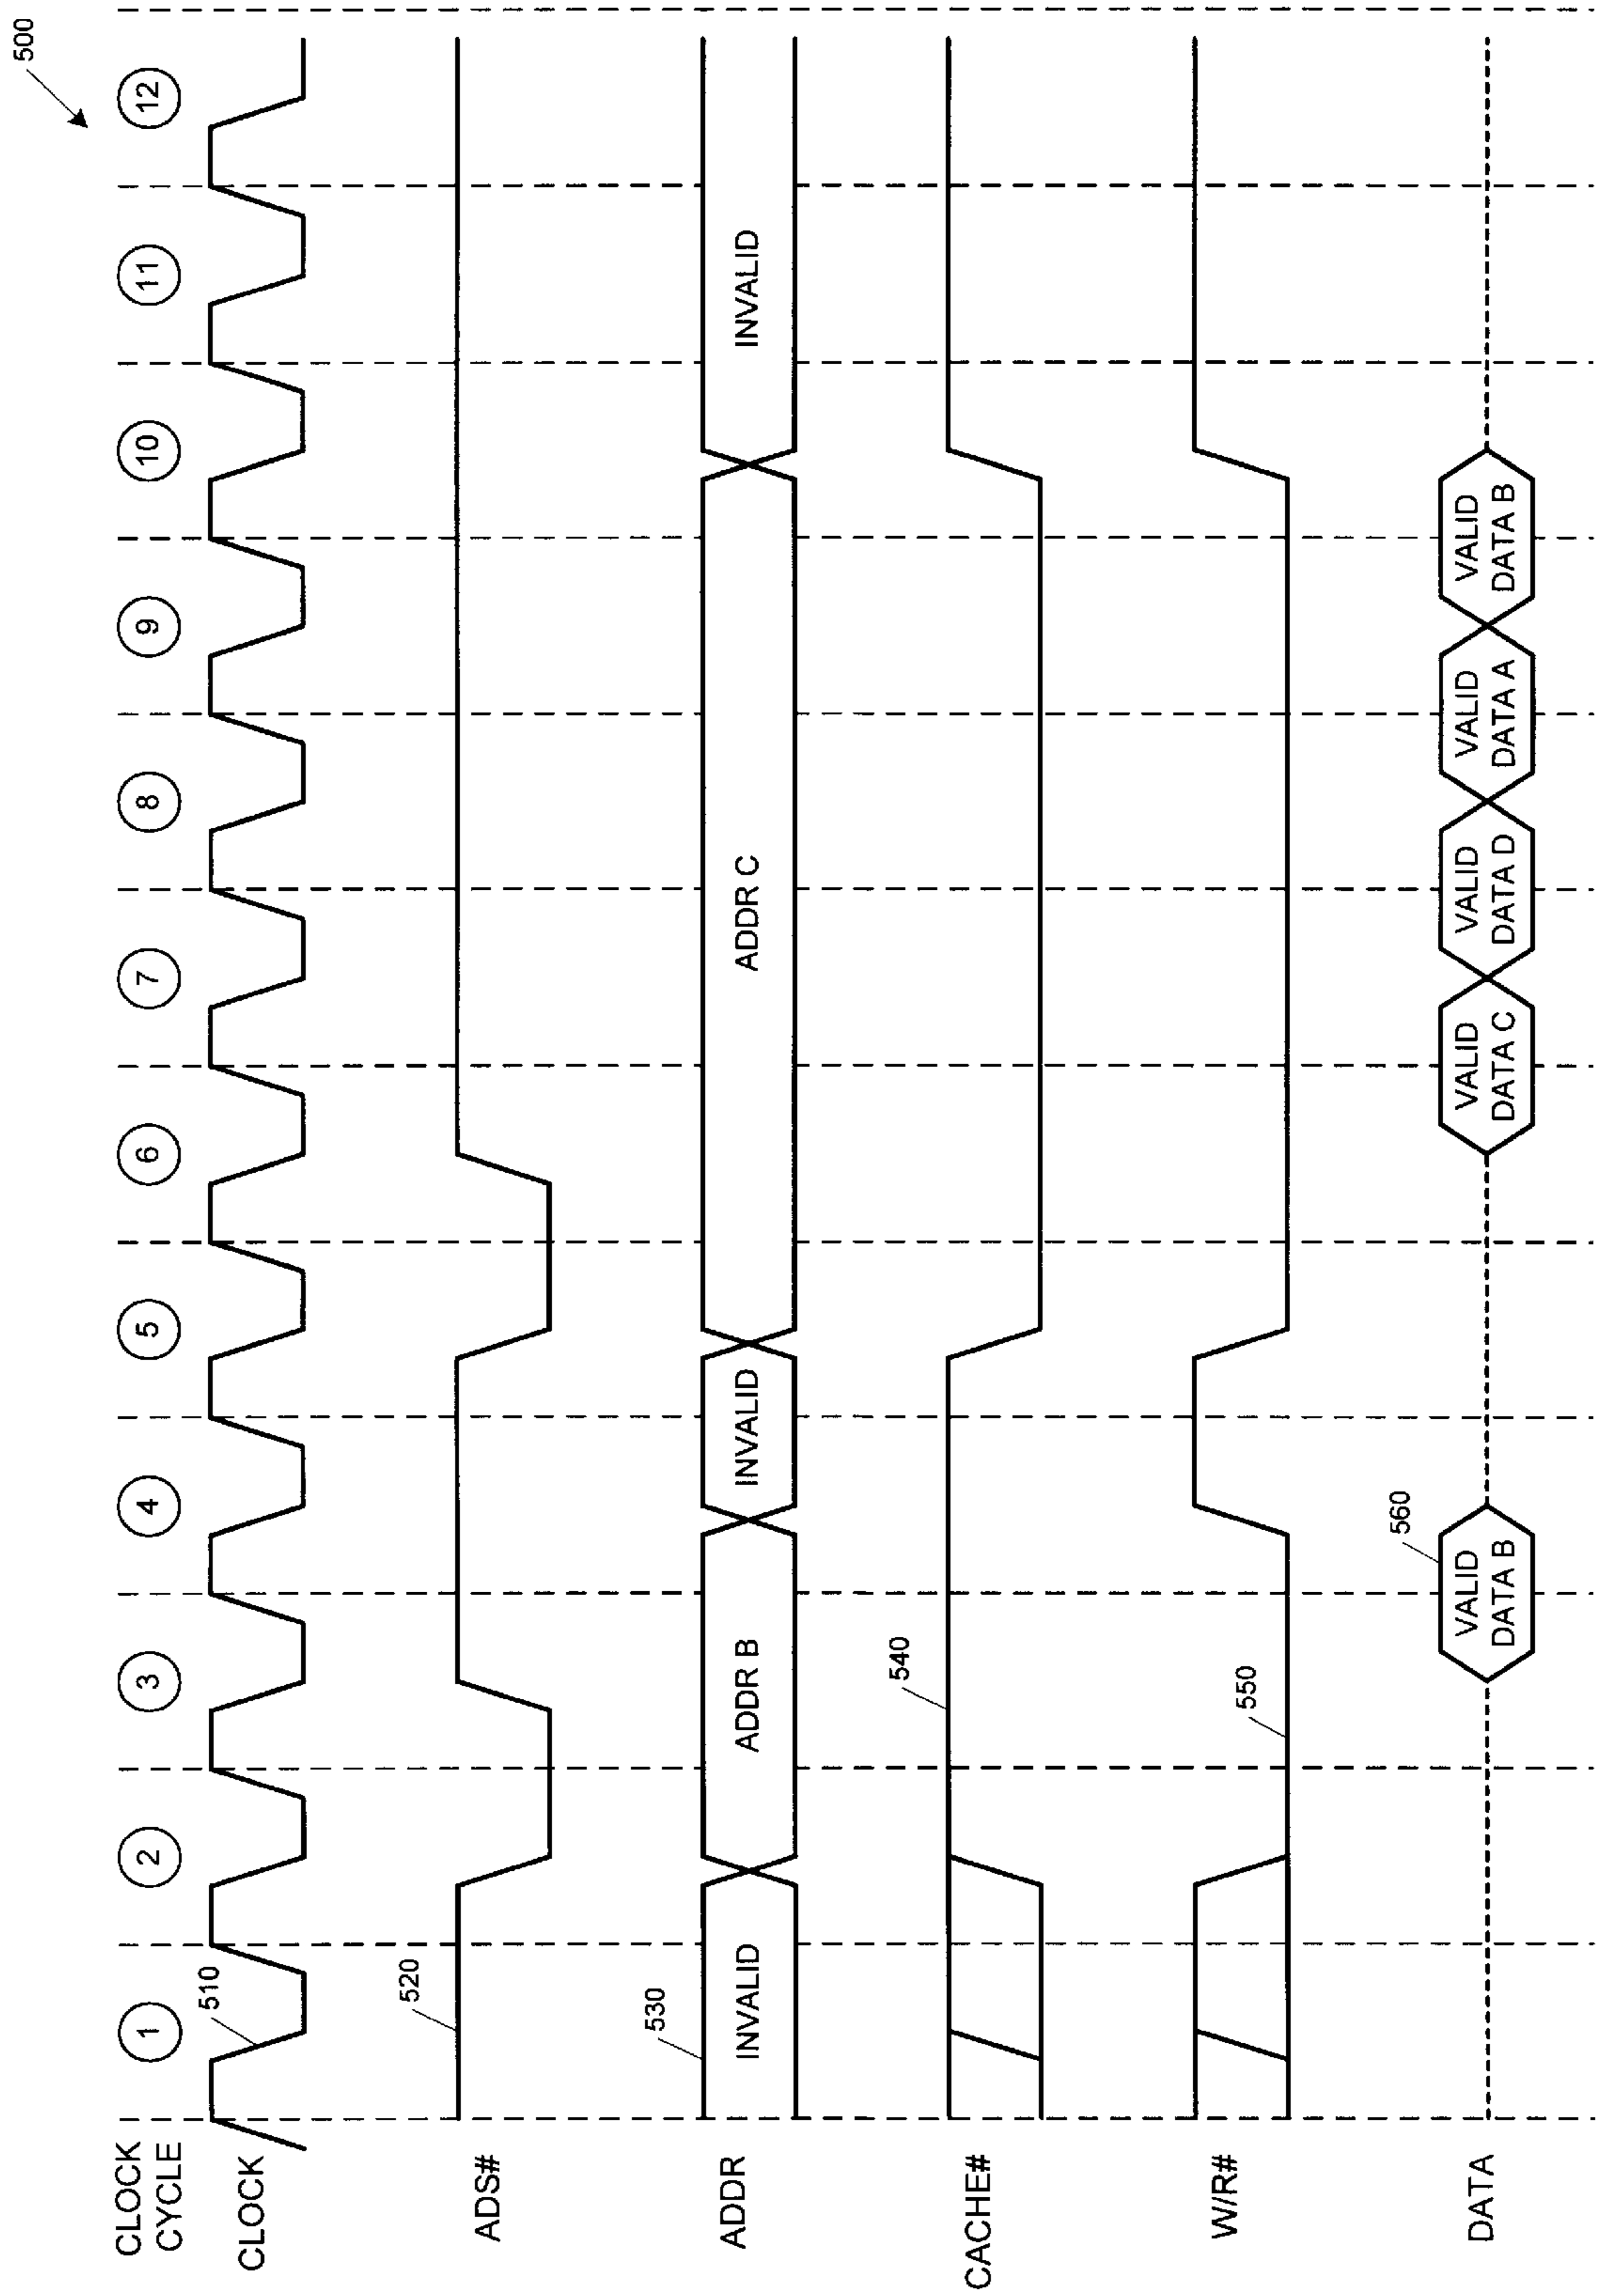 500
CLOCK
CYCLE
1
2
3
4
5
6
7
8
9
10
11
12
CLOCK
510
ADS#
520
ADDR
530
INVALID
ADDR B
INVALID
ADDR C
INVALID
CACHE#
540
W/R#
550
DATA
560
VALID
DATA B
VALID
DATA C
VALID
DATA D
VALID
DATA A
VALID
DATA B